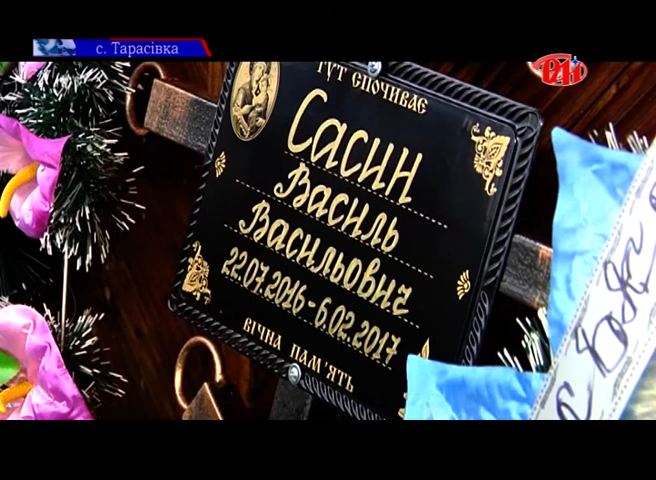 с. Тарасівка
ТУТ СПОЧИВАЄ
Сасин
Василь
Васильович
22.07.2016-6.02.2017
ВІЧНА ПАМ'ЯТЬ